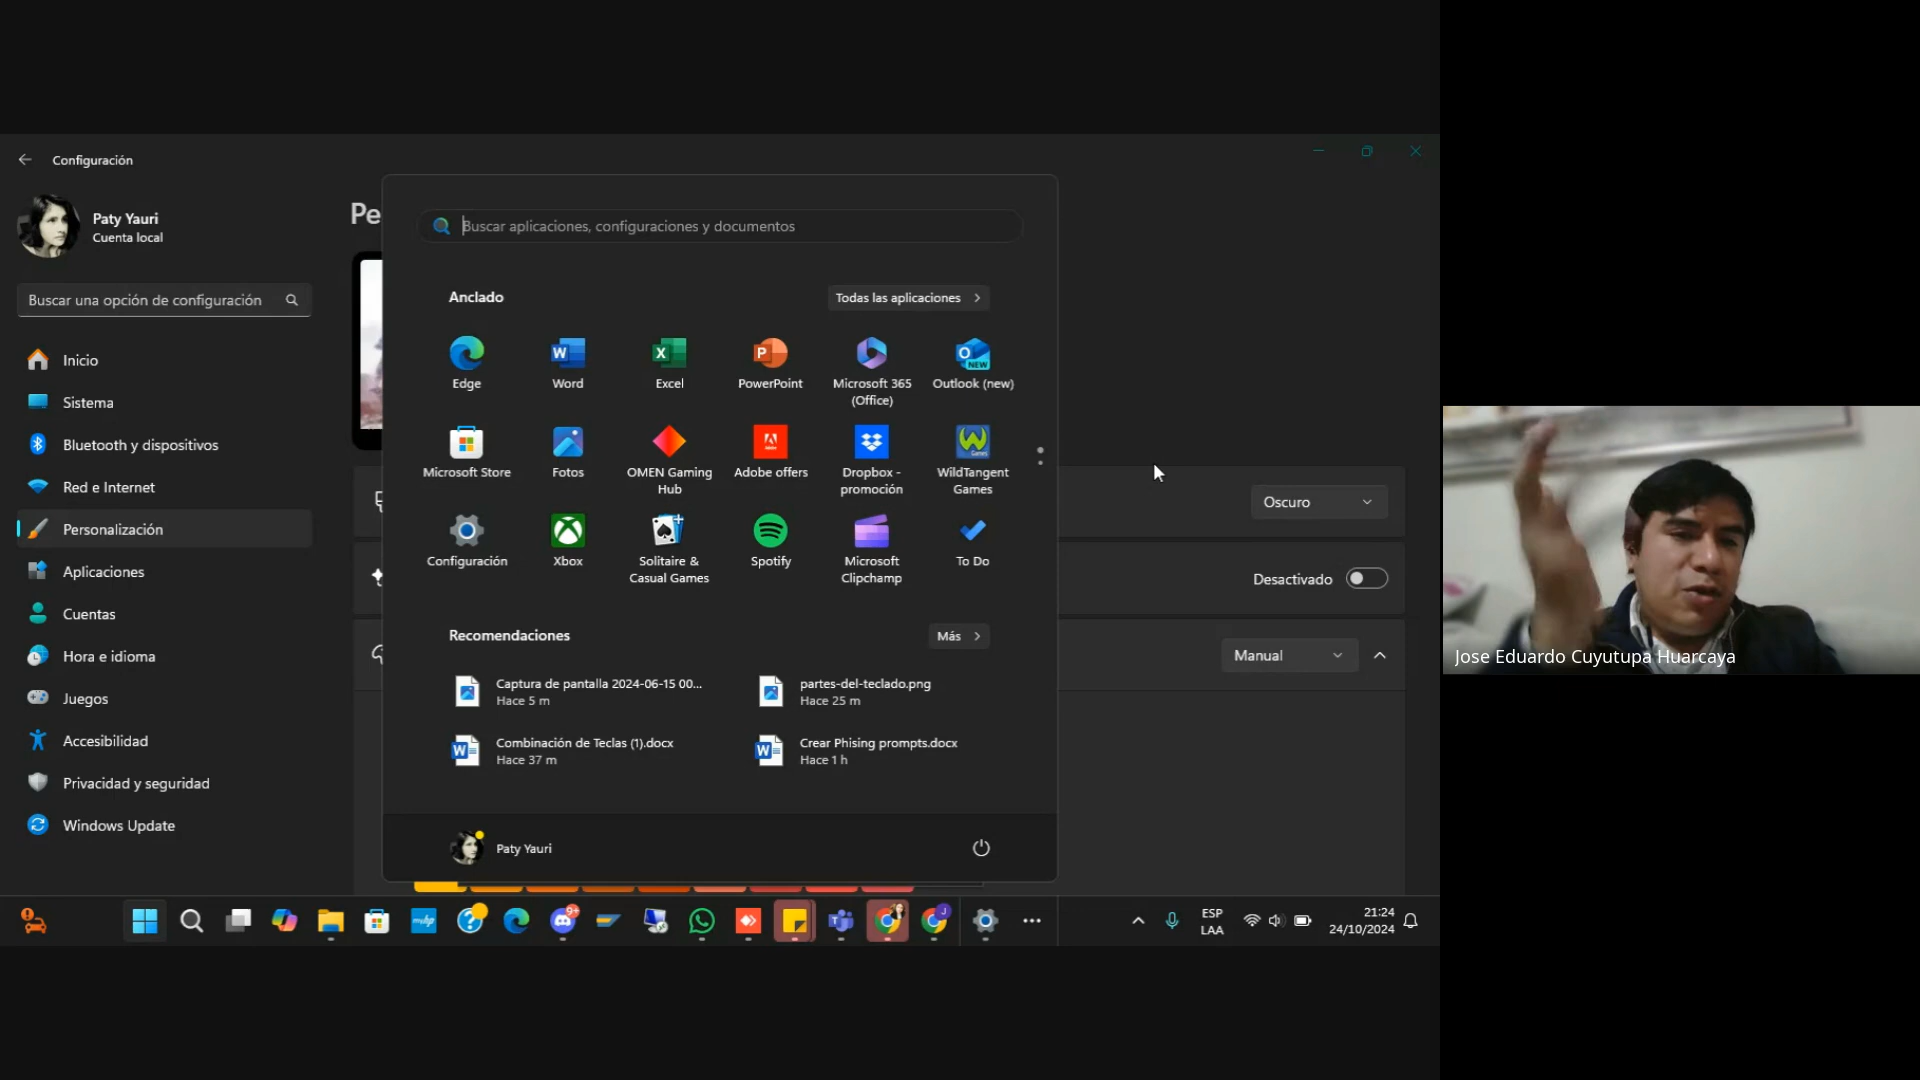 Configuración
Paty Yauri
Cuenta local
Buscar una opción de configuración
Inicio
Sistema
Bluetooth y dispositivos
Red e Internet
Personalización
Aplicaciones
Cuentas
Hora e idioma
Juegos
Accesibilidad
Privacidad y seguridad
Windows Update
Pe
Buscar aplicaciones, configuraciones y documentos
Anclado
Todas las aplicaciones
Edge
Word
Excel
PowerPoint
Microsoft 365
(Office)
Outlook (new)
Microsoft Store
Fotos
OMEN Gaming
Hub
Adobe offers
Dropbox -
promoción
WildTangent
Games
Configuración
Xbox
Solitaire &
Casual Games
Spotify
Microsoft
Clipchamp
To Do
Recomendaciones
Más
Captura de pantalla 2024-06-15 00...
Hace 5 m
partes-del-teclado.png
Hace 25 m
Combinación de Teclas (1).docx
Hace 37 m
Crear Phising prompts.docx
Hace 1 h
Paty Yauri
Oscuro
Desactivado
Manual
ESP
LAA
21:24
24/10/2024
Jose Eduardo Cuyutupa Huarcaya